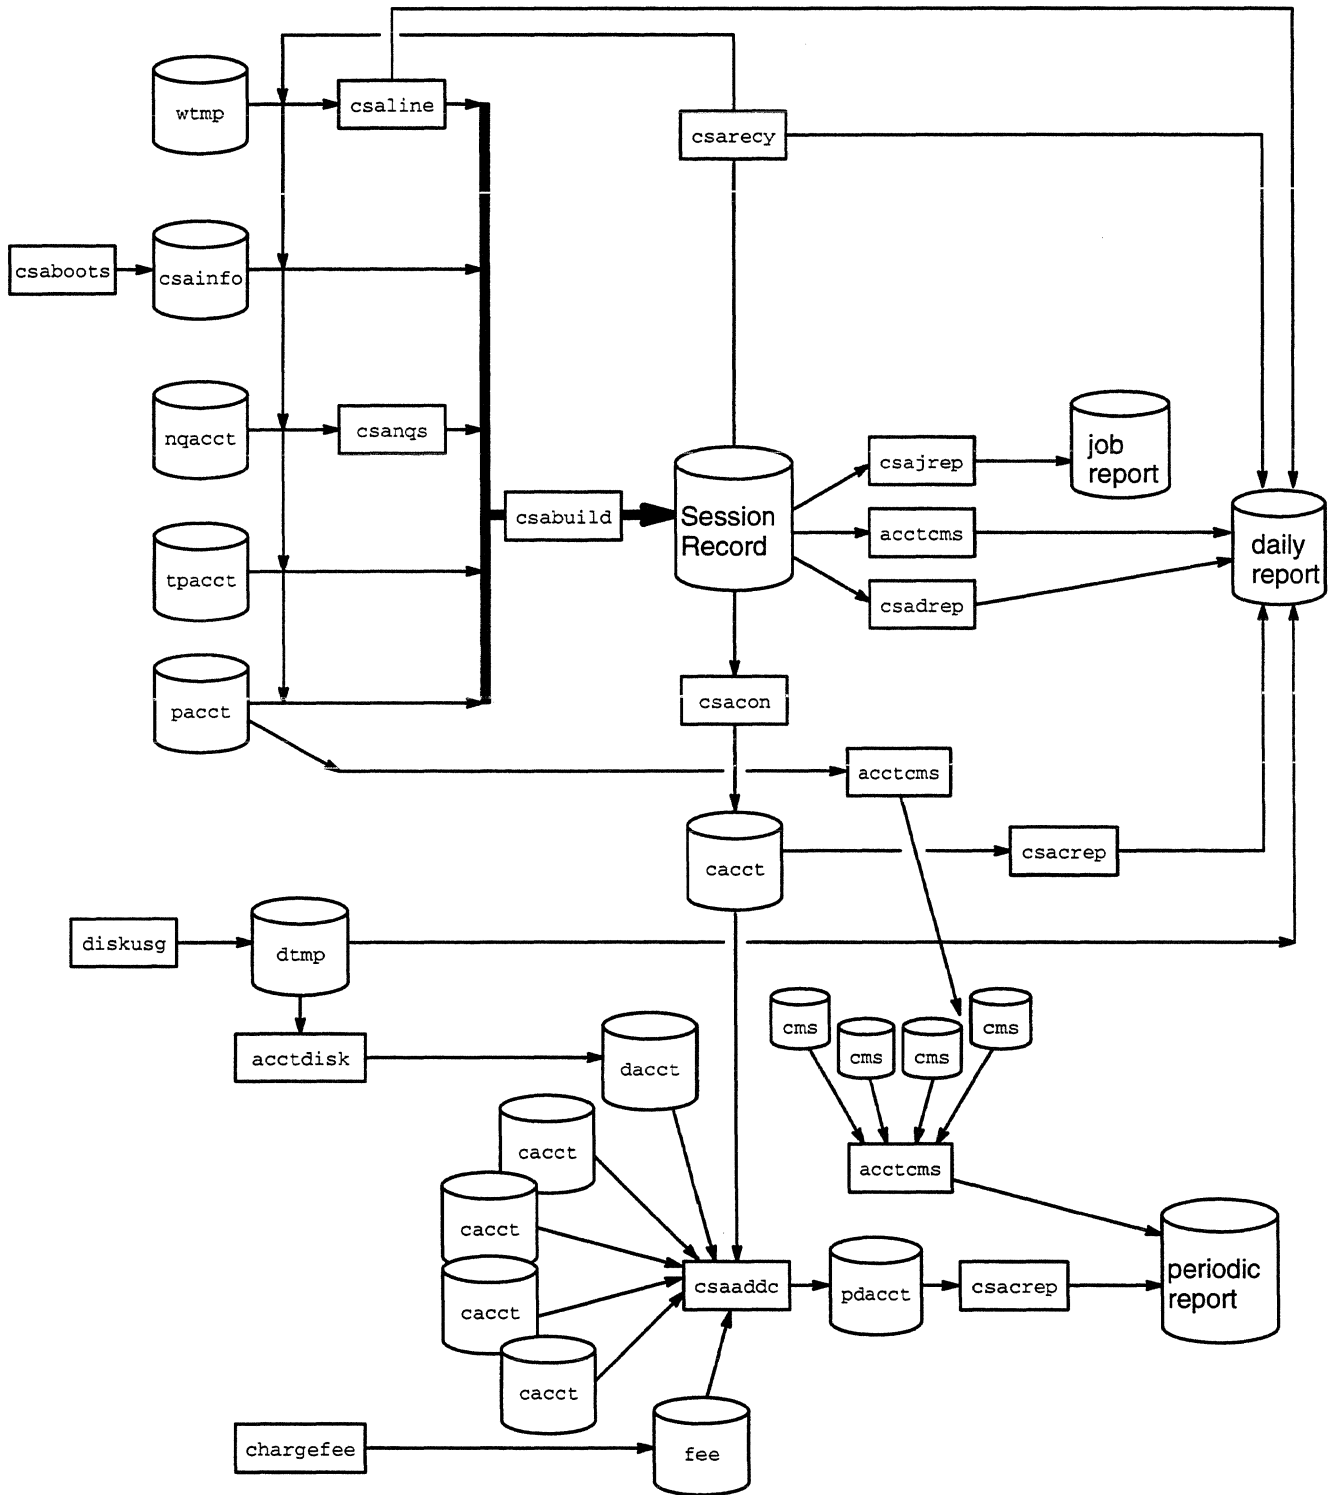 wtmp
csaline
csarecy
csaboots
csainfo
nqacct
csanqs
csajrep
job
report
csabuild
Session
Record
acctcms
daily
report
tpacct
csadrep
pacct
csacon
acctcms
cacct
csacrep
diskusg
dtmp
cms
cms
cms
cms
acctdisk
dacct
cacct
acctcms
cacct
csaaddc
pdacct
csacrep
periodic
report
cacct
cacct
chargefee
fee